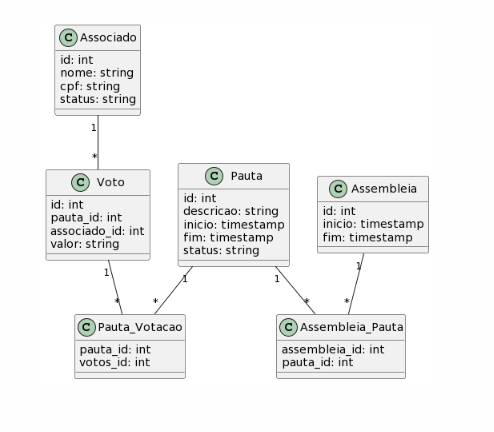 C Associado
id: int
nome: string
cpf: string
status: string
1
*
C Voto
id: int
pauta_id: int
associado_id: int
valor: string
C Pauta
id: int
descricao: string
inicio: timestamp
fim: timestamp
status: string
C Assembleia
id: int
inicio: timestamp
fim: timestamp
1
1
1
1
*
*
*
*
C Pauta_Votacao
pauta_id: int
votos_id: int
C Assembleia_Pauta
assembleia_id: int
pauta_id: int